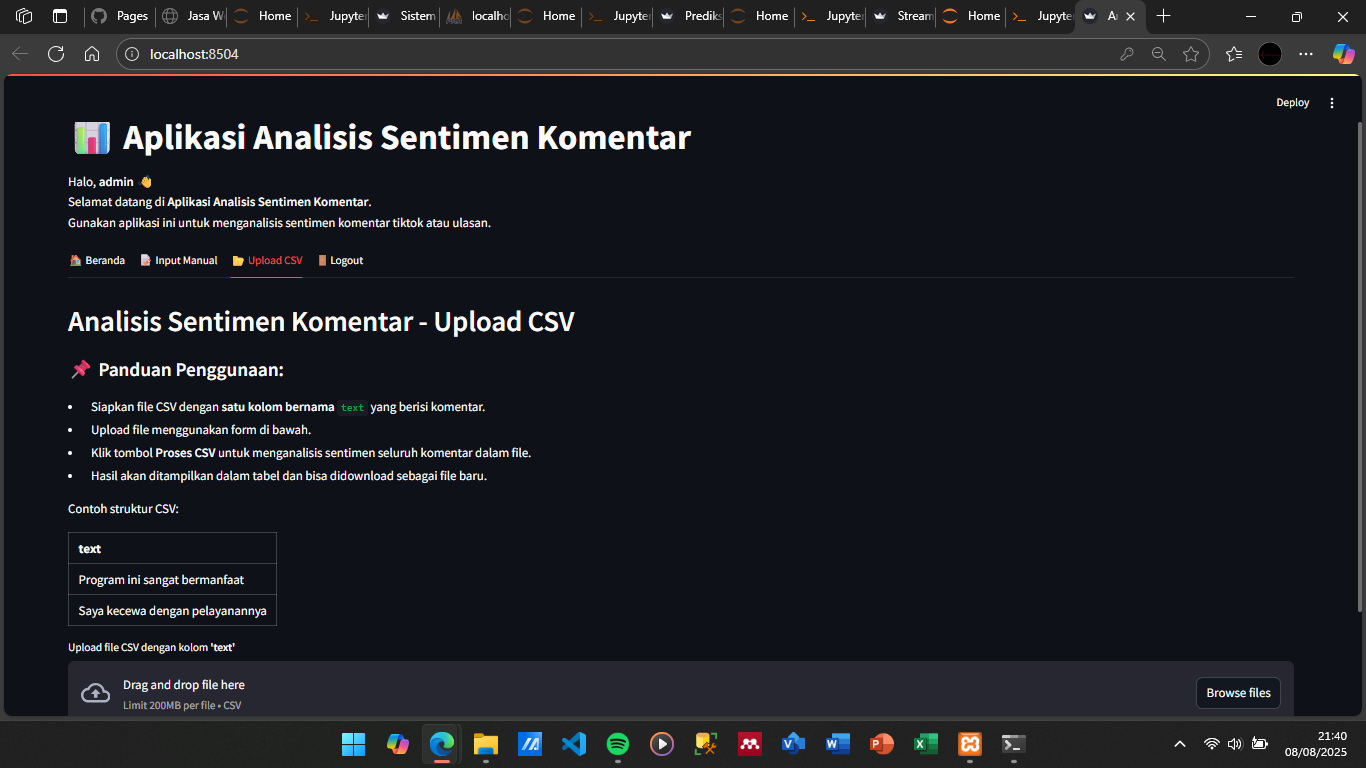 Pages
Jasa W
Home
Jupyter
Sistem
localho
Home
Jupyter
Prediks
Home
Jupyter
Stream
Home
Jupyter
localhost:8504
Deploy
Aplikasi Analisis Sentimen Komentar
Halo, admin
Selamat datang di Aplikasi Analisis Sentimen Komentar.
Gunakan aplikasi ini untuk menganalisis sentimen komentar tiktok atau ulasan.
Beranda
Input Manual
Upload CSV
Logout
Analisis Sentimen Komentar - Upload CSV
Panduan Penggunaan:
• Siapkan file CSV dengan satu kolom bernama text yang berisi komentar.
• Upload file menggunakan form di bawah.
• Klik tombol Proses CSV untuk menganalisis sentimen seluruh komentar dalam file.
• Hasil akan ditampilkan dalam tabel dan bisa didownload sebagai file baru.
Contoh struktur CSV:
text
Program ini sangat bermanfaat
Saya kecewa dengan pelayanannya
Upload file CSV dengan kolom 'text'
Drag and drop file here
Limit 200MB per file • CSV
Browse files
21:40
08/08/2025